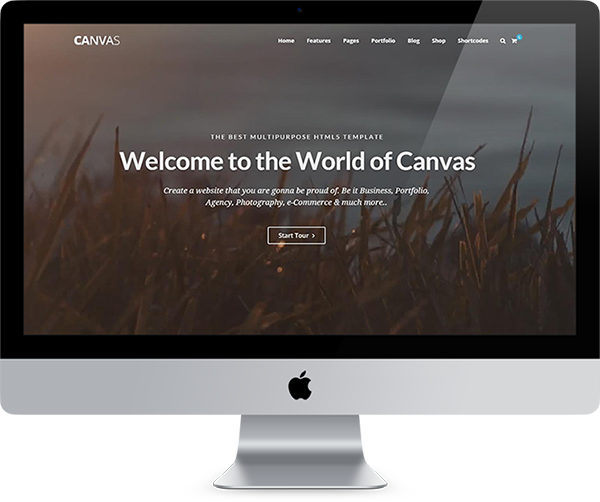 CANVAS
Home Features Pages Portfolio Blog Shop Shortcodes
THE BEST MULTIPURPOSE HTML5 TEMPLATE
Welcome to the World of Canvas
Create a website that you are gonna be proud of. Be it Business, Portfolio,
Agency, Photography, e-Commerce & much more..
Start Tour >